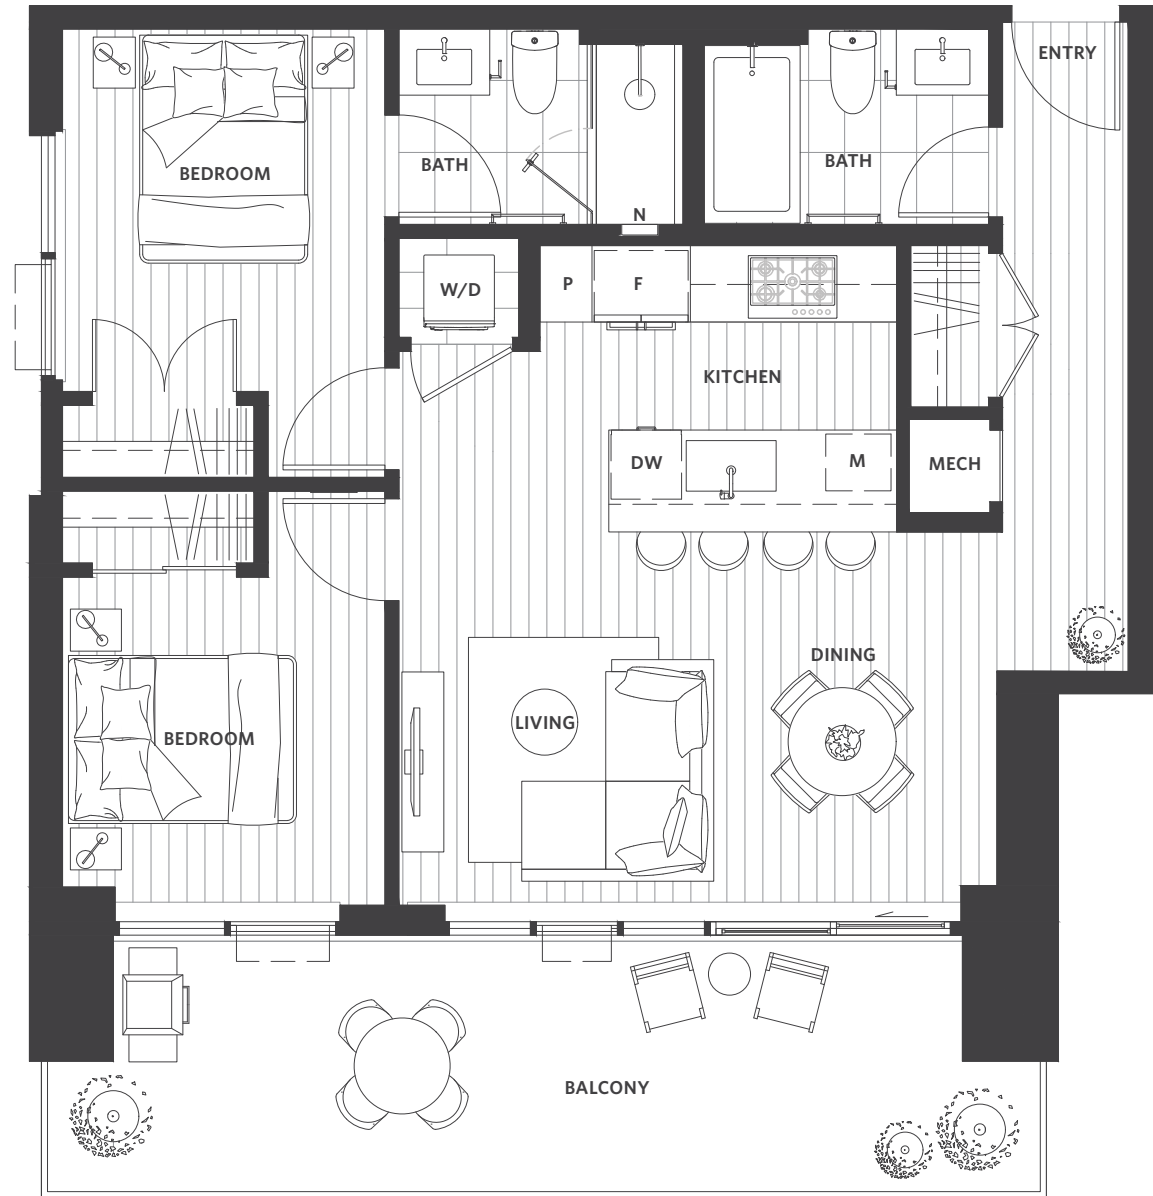 ENTRY
BATH
BATH
BEDROOM
N
W/D
P
F
KITCHEN
DW
M
MECH
DINING
LIVING
BEDROOM
BALCONY